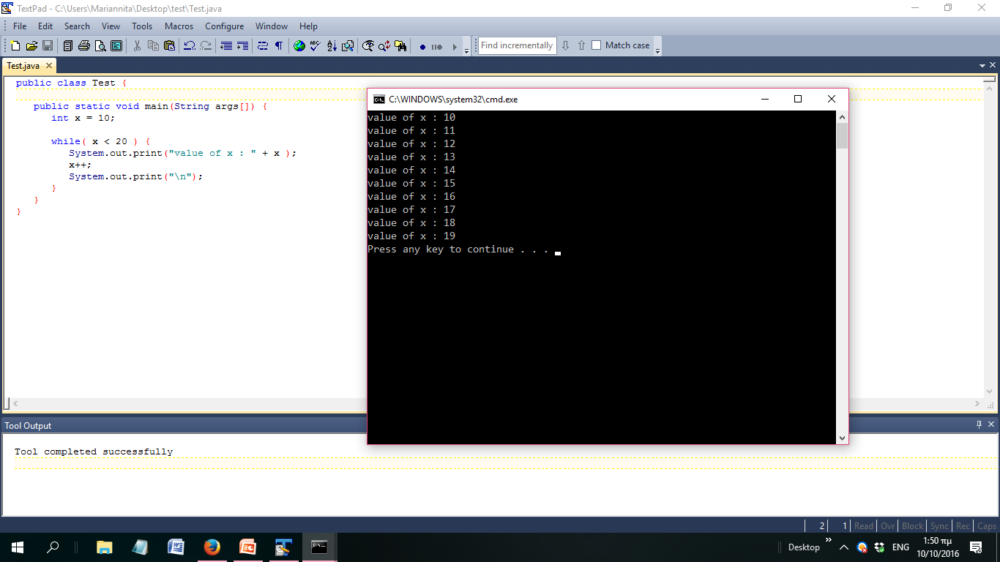 TextPad - C:\Users\Mariannita\Desktop\test\Test.java
File Edit Search View Tools Macros Configure Window Help
Find incrementally Match case
Test.java
public class Test {
public static void main(String args[]) {
int x = 10;
while( x < 20 ) {
System.out.print("value of x : " + x );
x++;
System.out.print("\n");
}
}
}
C:\WINDOWS\system32\cmd.exe
value of x : 10
value of x : 11
value of x : 12
value of x : 13
value of x : 14
value of x : 15
value of x : 16
value of x : 17
value of x : 18
value of x : 19
Press any key to continue . . .
Tool Output
Tool completed successfully
2 1 Read Ovr Block Sync Rec Caps
Desktop ENG 1:50 πμ
10/10/2016